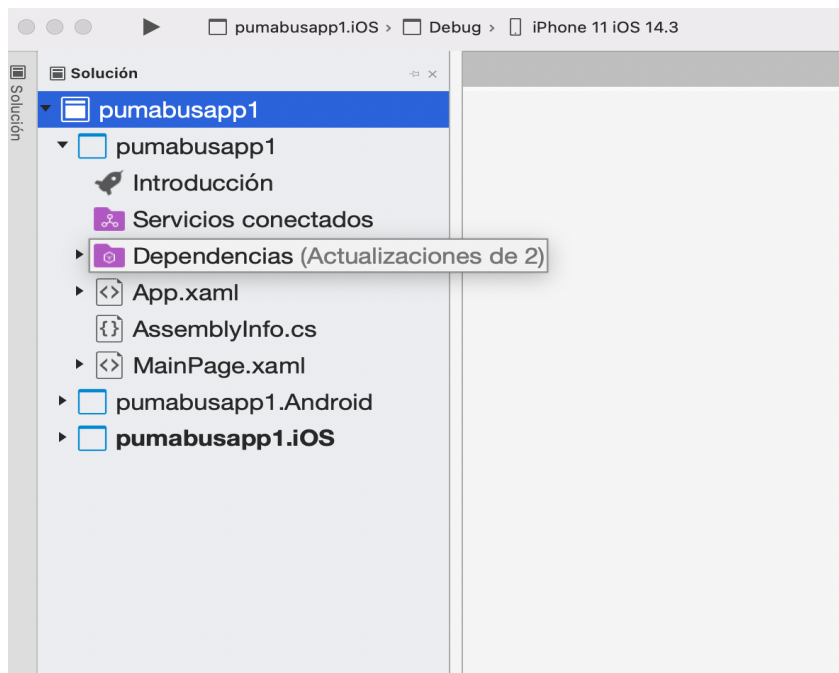 pumabusapp1.iOS › Debug › iPhone 11 iOS 14.3
Solución
Solución
pumabusapp1
pumabusapp1
Introducción
Servicios conectados
Dependencias (Actualizaciones de 2)
App.xaml
AssemblyInfo.cs
MainPage.xaml
pumabusapp1.Android
pumabusapp1.iOS